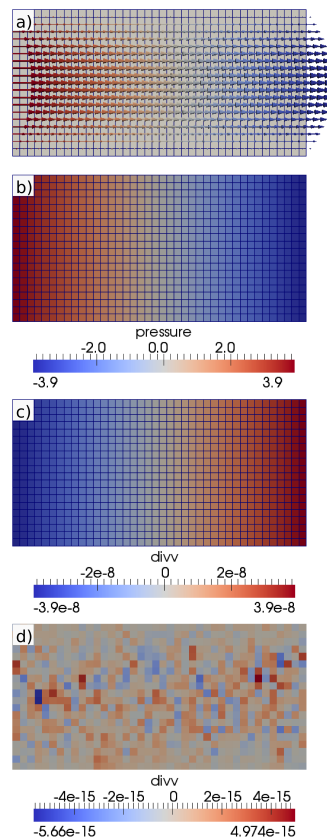 a)
b)
pressure
-2.0 0.0 2.0
-3.9 3.9
c)
divv
-2e-8 0 2e-8
-3.9e-8 3.9e-8
d)
divv
-4e-15 -2e-15 0 2e-15 4e-15
-5.66e-15 4.974e-15